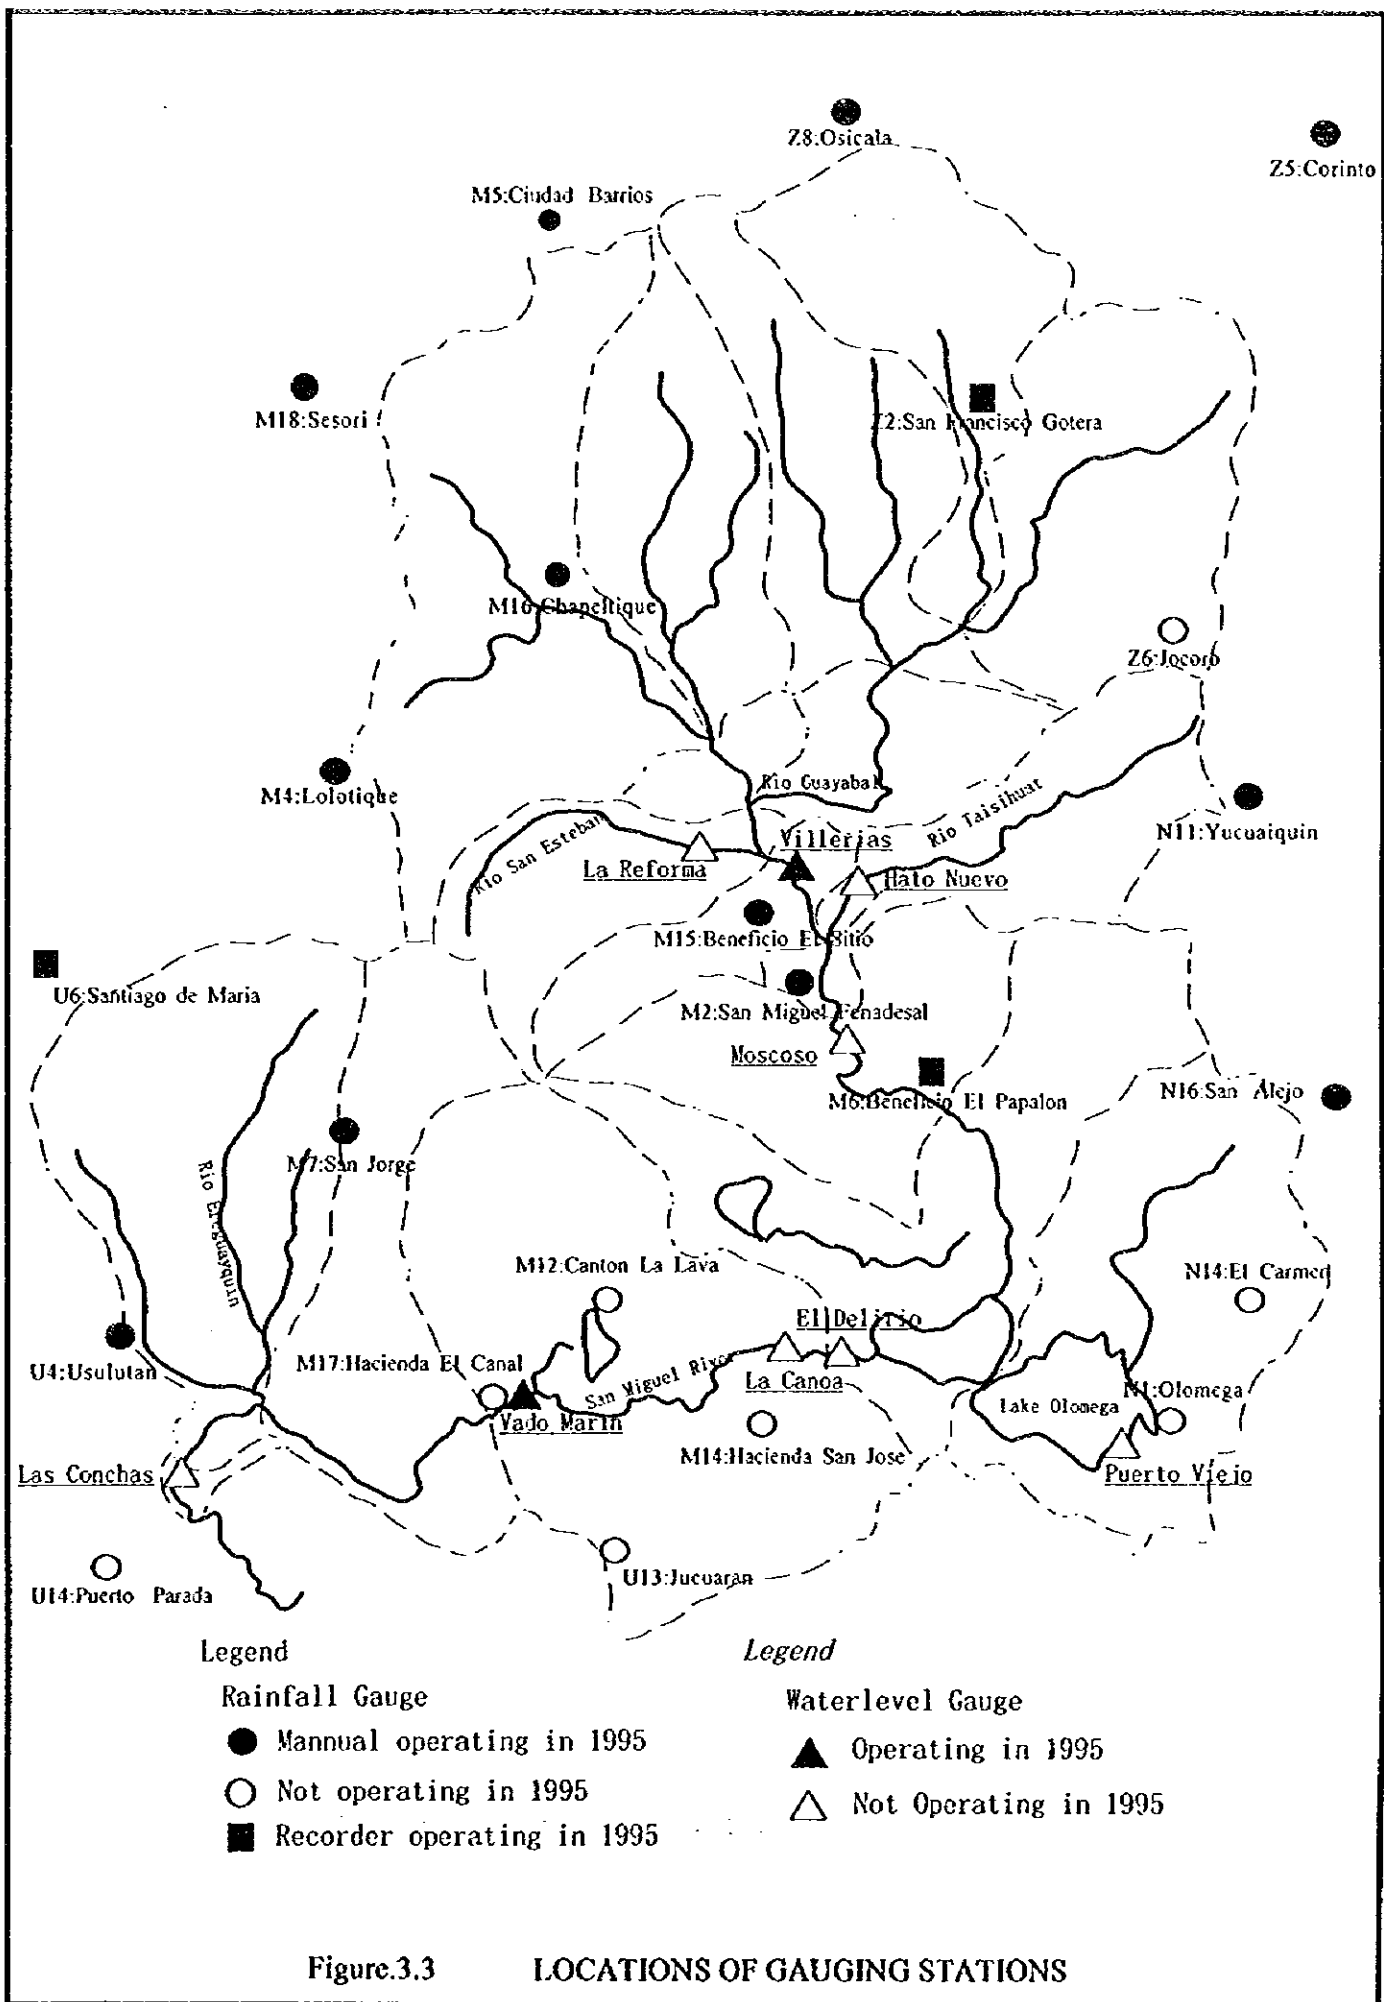 Z8:Osicala
Z5:Corinto
M5:Ciudad Barrios
M18:Sesori
Z2:San Francisco Gotera
M16:Chapeltique
Z6:Jocoro
M4:Lolotique
Rio Guayabal
Rio San Esteban
La Reforma
Villerias
Rio Taisihuat
N11:Yucuaiquin
Hato Nuevo
M15:Beneficio El Sitio
U6:Santiago de Maria
M2:San Miguel Fenadesal
Moscoso
M6:Beneficio El Papalon
N16:San Alejo
M7:San Jorge
Rio Ereguayquin
M12:Canton La Lava
N14:El Carmen
El Delirio
U4:Usulutan
M17:Hacienda El Canal
San Miguel River
La Canoa
N1:Olomega
Lake Olomega
Vado Marin
M14:Hacienda San Jose
Las Conchas
Puerto Viejo
U14:Puerto Parada
U13:Jucuaran
Legend
Rainfall Gauge
Mannual operating in 1995
Not operating in 1995
Recorder operating in 1995
Legend
Waterlevel Gauge
Operating in 1995
Not Operating in 1995
Figure.3.3 LOCATIONS OF GAUGING STATIONS